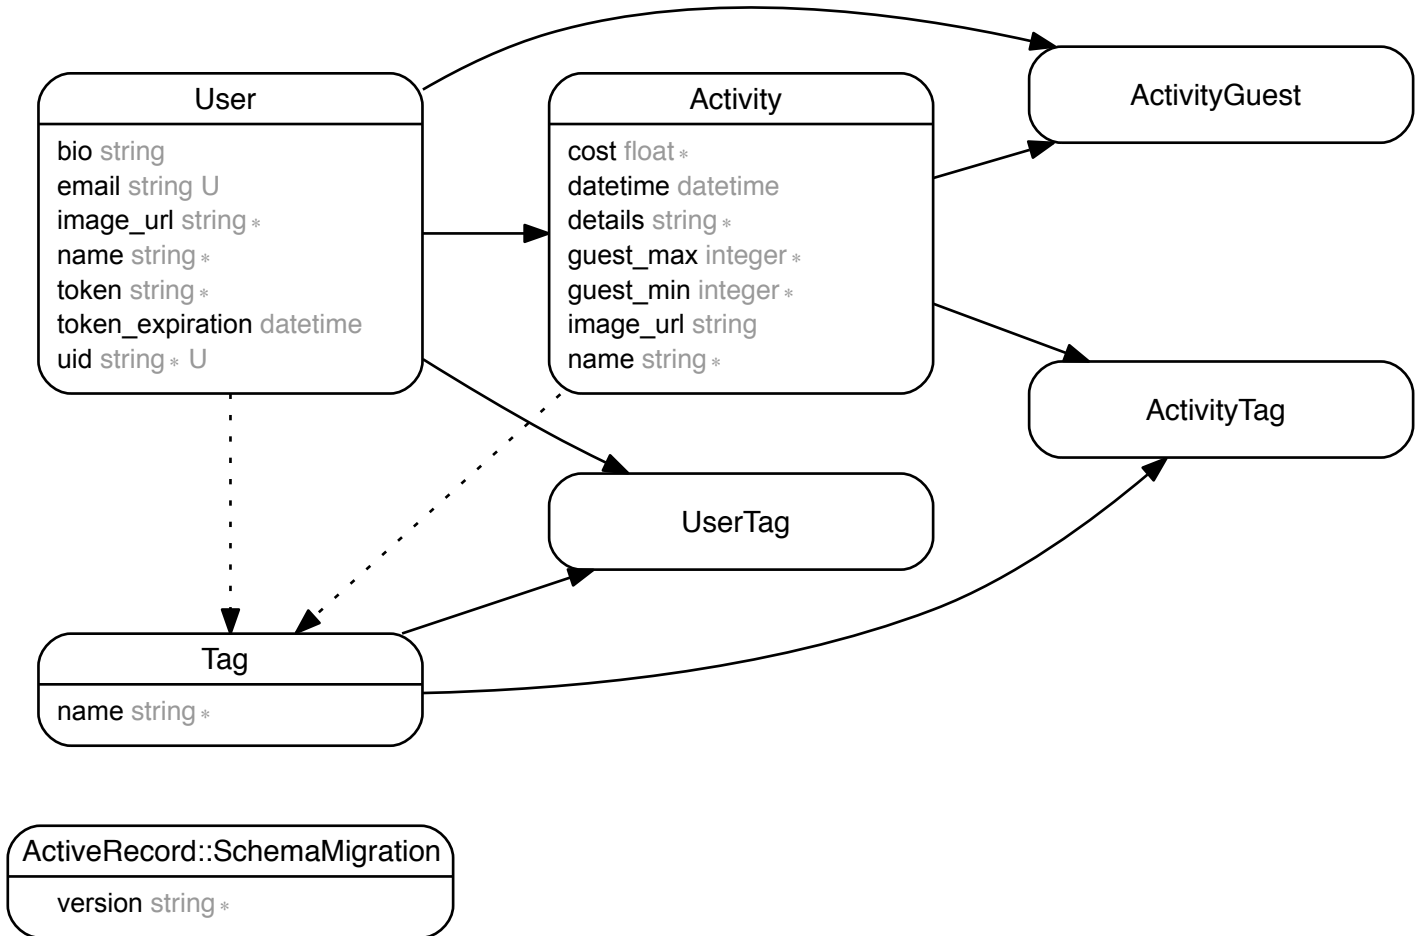 User
bio string
email string U
image_url string *
name string *
token string *
token_expiration datetime
uid string * U
Activity
cost float *
datetime datetime
details string *
guest_max integer *
guest_min integer *
image_url string
name string *
ActivityGuest
ActivityTag
UserTag
Tag
name string *
ActiveRecord::SchemaMigration
version string *